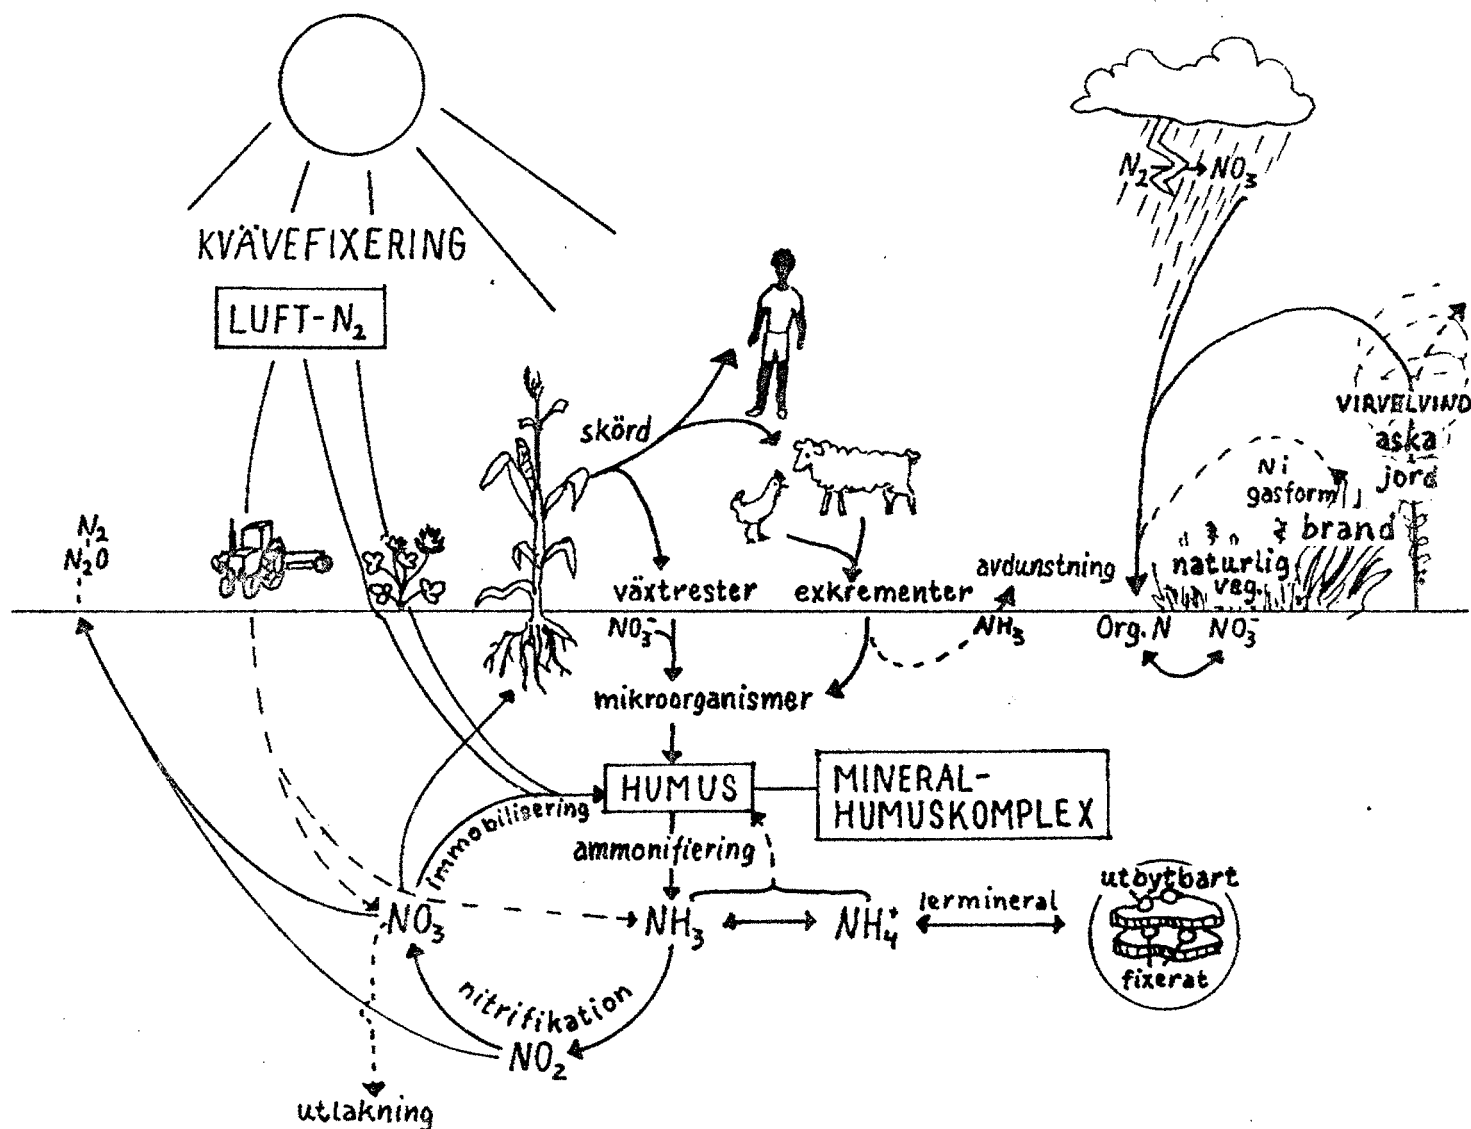 KVÄVEFIXERING
LUFT-N₂
N₂ → NO₃
skörd
VIRVELVIND
aska
jord
N i
gasform
brand
naturlig
veg.
N₂
N₂O
växtrester
exkrementer
avdunstning
NO₃⁻
NH₃
Org. N
NO₃⁻
mikroorganismer
HUMUS
MINERAL-
HUMUSKOMPLEX
immobilisering
ammonifiering
NO₃
NH₃
NH₄⁺
lermineral
utbytbart
fixerat
nitrifikation
NO₂
utlakning